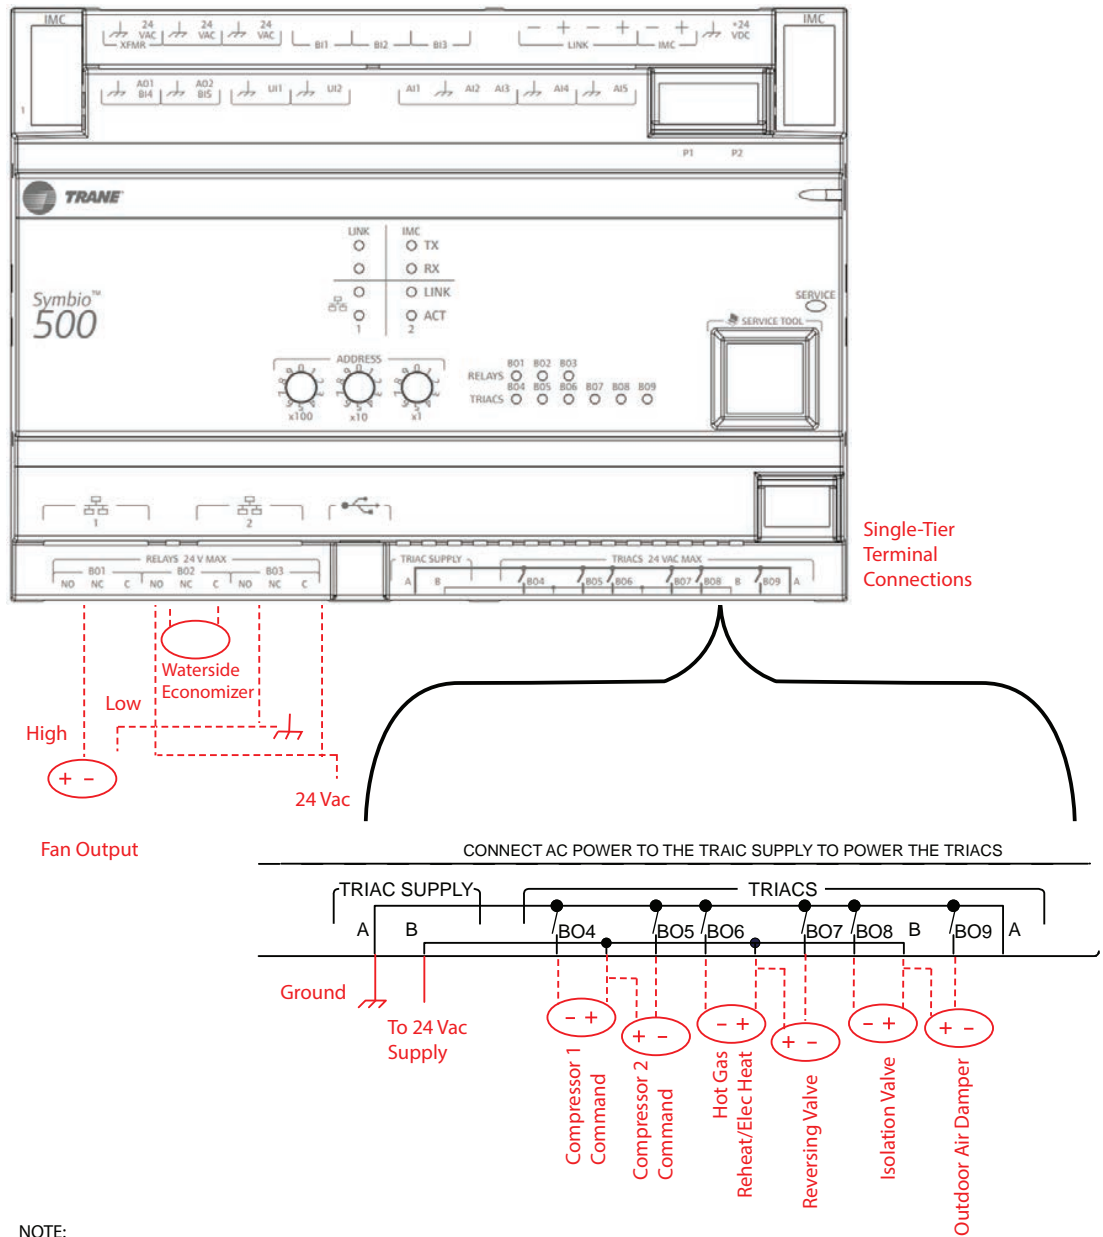 IMC
24 VAC
24 VAC
24 VAC
XFMR
BI1
BI2
BI3
− + − +
LINK
− +
IMC
+24 VDC
IMC
AO1 BI4
AO2 BI5
UI1
UI2
AI1
AI2
AI3
AI4
AI5
1
P1
P2
TRANE
LINK
IMC
TX
RX
LINK
ACT
1
2
Symbio™
500
SERVICE
SERVICE TOOL
ADDRESS
x100
x10
x1
BO1 BO2 BO3
RELAYS
BO4 BO5 BO6 BO7 BO8 BO9
TRIACS
1
2
RELAYS 24 V MAX
BO1
BO2
BO3
NO NC C NO NC C NO NC C
TRIAC SUPPLY
A B
TRIACS 24 VAC MAX
BO4 BO5 BO6 BO7 BO8 B BO9 A
Single-Tier
Terminal
Connections
Waterside
Economizer
Low
High
+ −
24 Vac
Fan Output
CONNECT AC POWER TO THE TRAIC SUPPLY TO POWER THE TRIACS
TRIAC SUPPLY
TRIACS
A B BO4 BO5 BO6 BO7 BO8 B BO9 A
Ground
To 24 Vac
Supply
− +
+ −
− +
+ −
− +
+ −
Compressor 1
Command
Compressor 2
Command
Hot Gas
Reheat/Elec Heat
Reversing Valve
Isolation Valve
Outdoor Air Damper
NOTE: